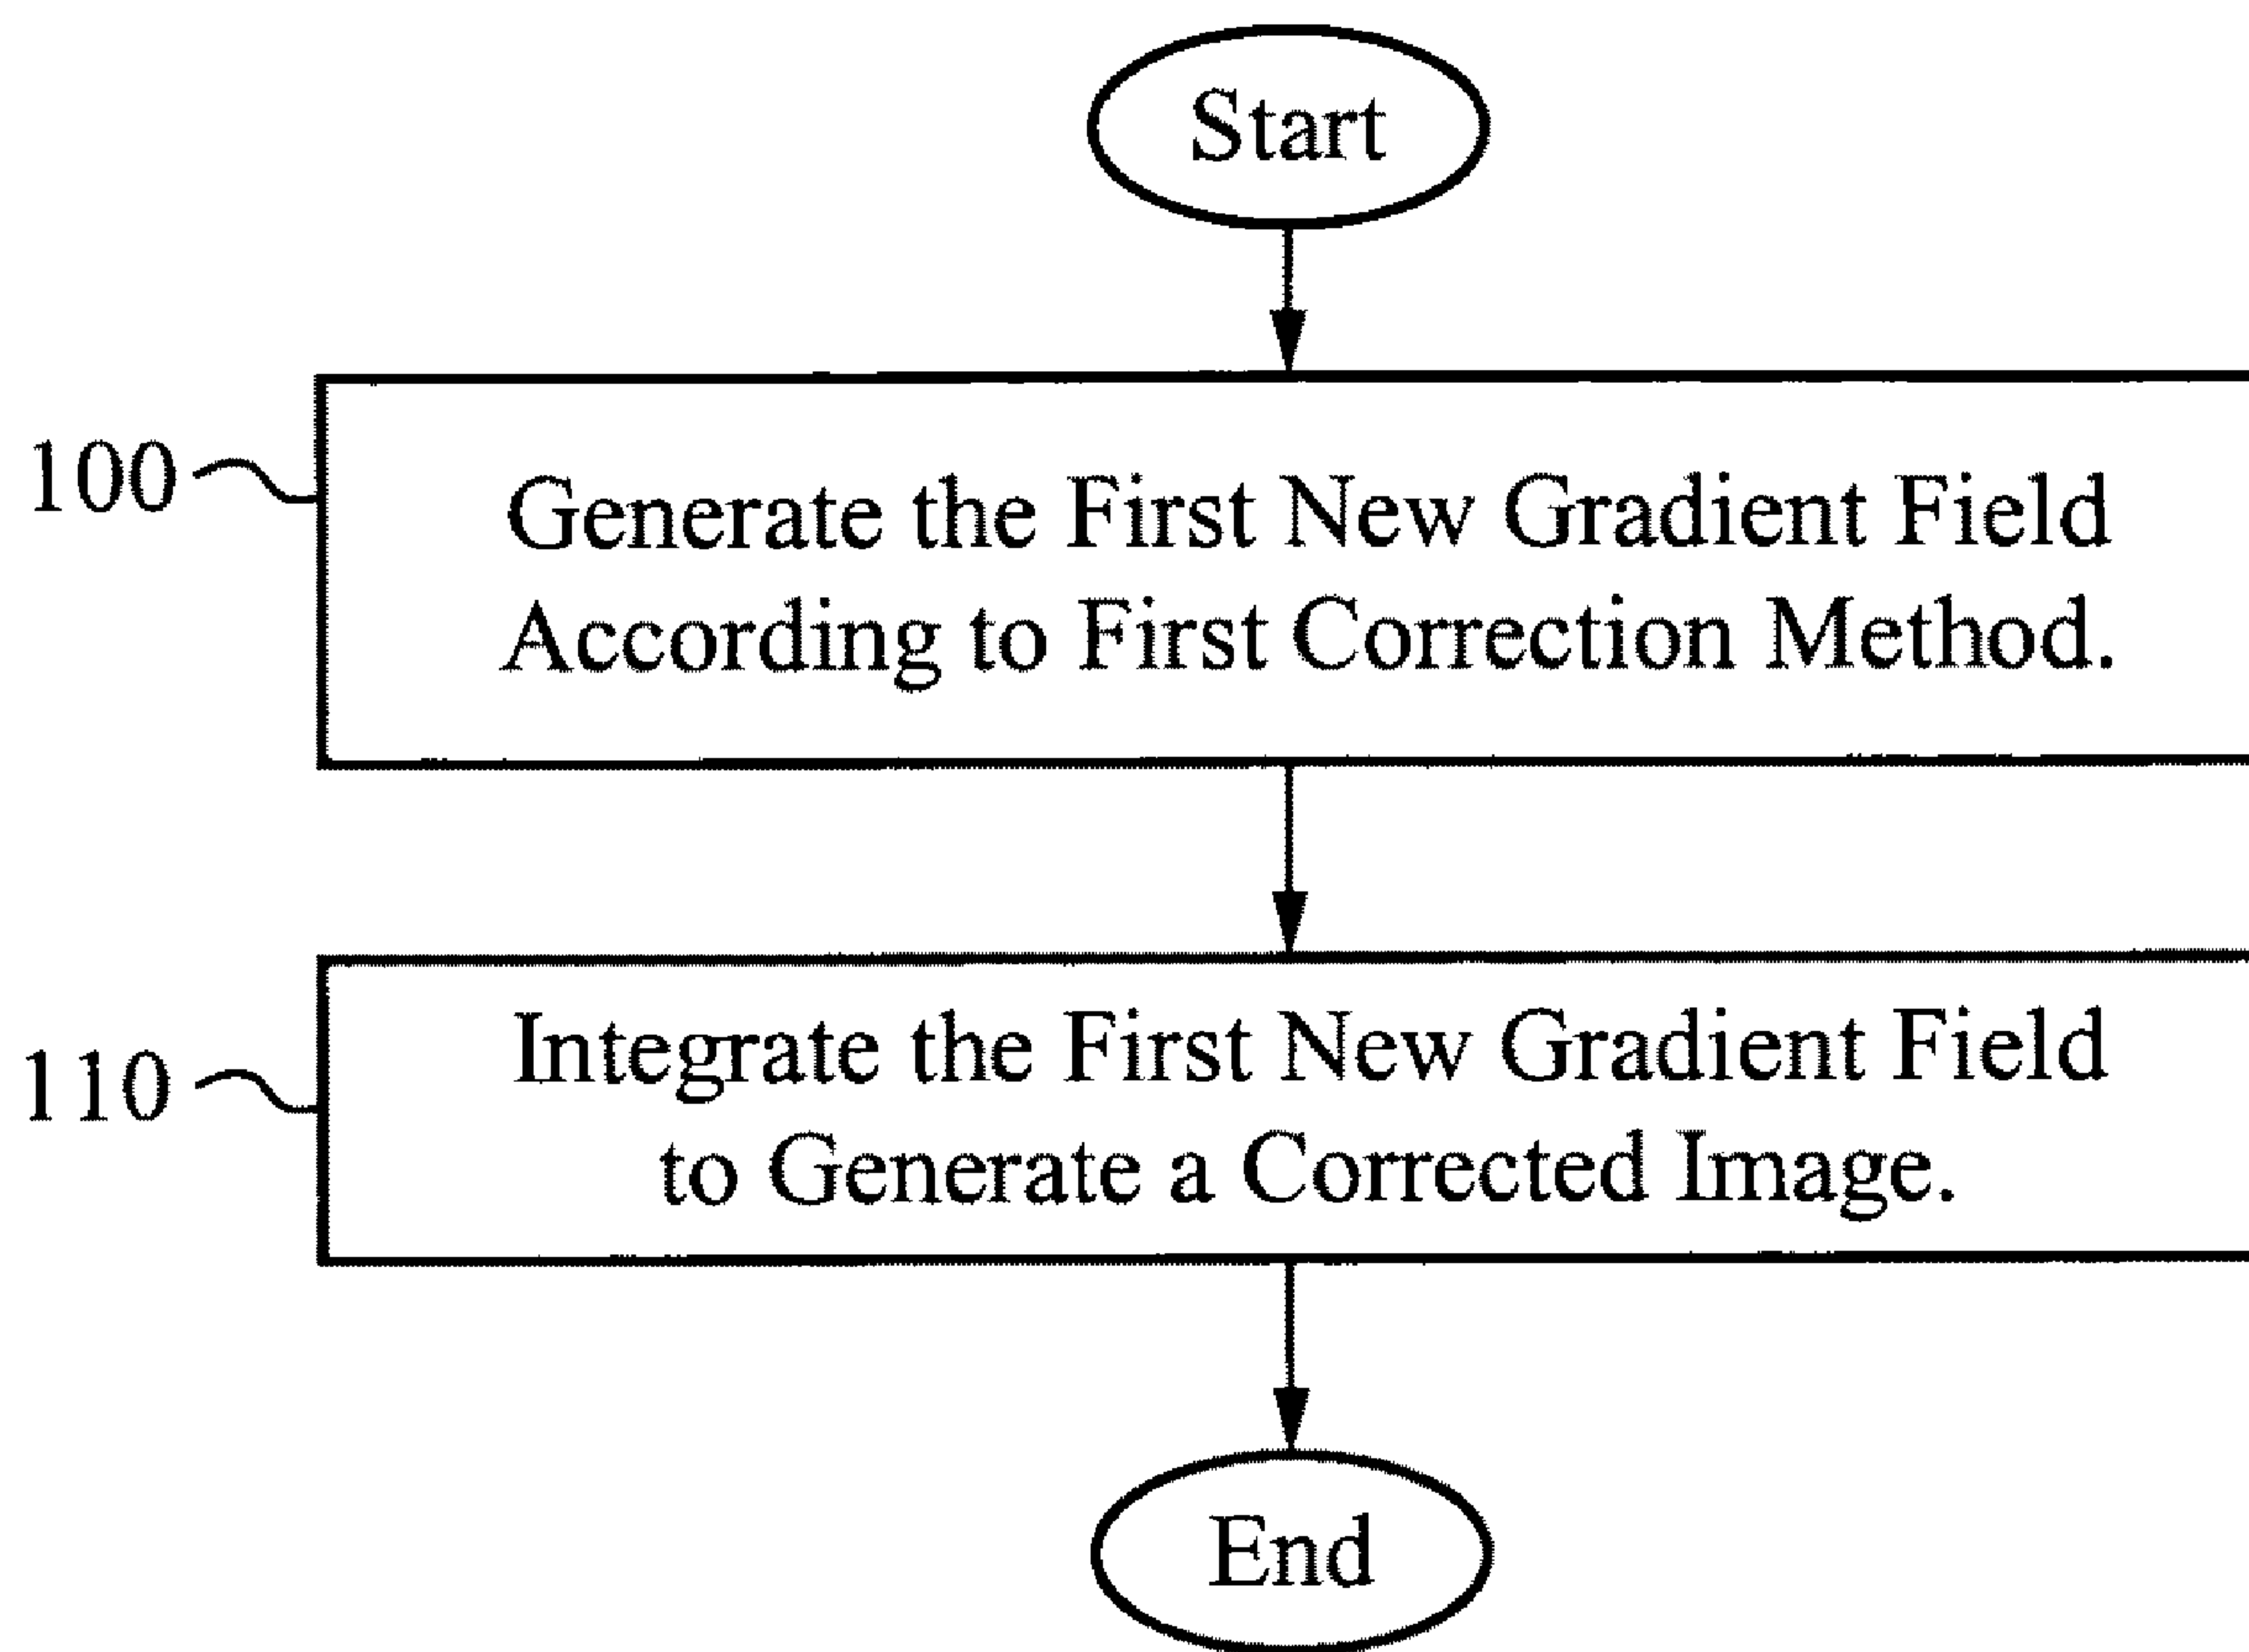 Start
100
Generate the First New Gradient Field
According to First Correction Method.
110
Integrate the First New Gradient Field
to Generate a Corrected Image.
End